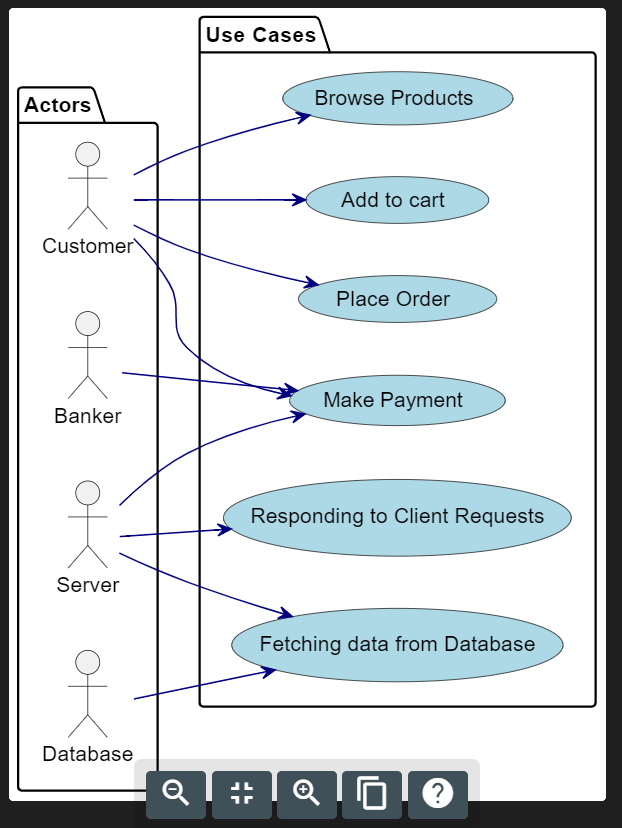 Use Cases
Actors
Browse Products
Add to cart
Customer
Place Order
Make Payment
Banker
Responding to Client Requests
Server
Fetching data from Database
Database
?